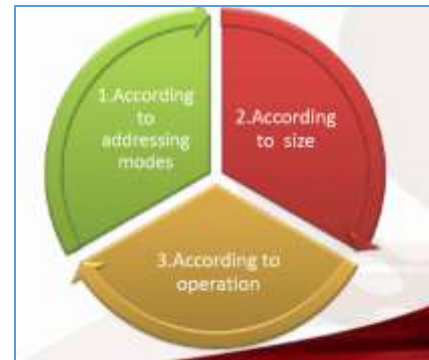 1.According
to
addressing
modes
2.According
to size
3.According to
operation